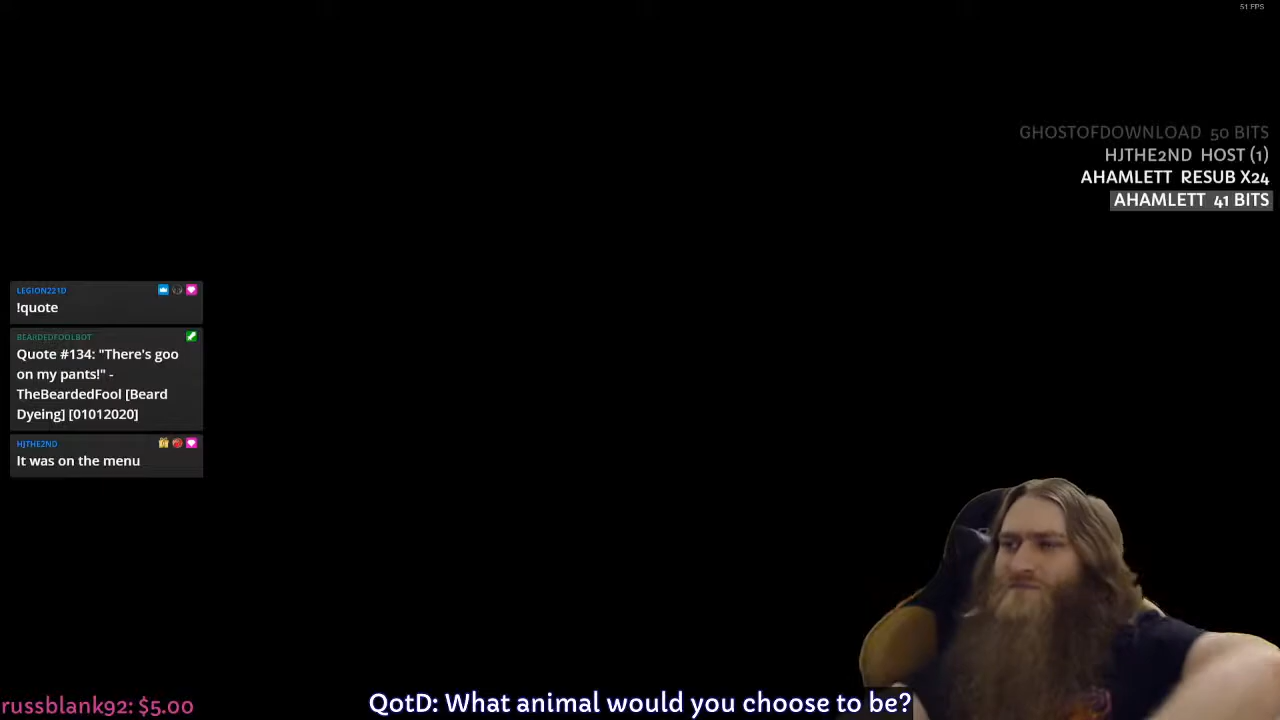 51 FPS
GHOSTOFDOWNLOAD 50 BITS
HJTHE2ND HOST (1)
AHAMLETT RESUB X24
AHAMLETT 41 BITS
LEGION221D
!quote
BEARDEDFOOLBOT
Quote #134: "There's goo
on my pants!" -
TheBeardedFool [Beard
Dyeing] [01012020]
HJTHE2ND
It was on the menu
russblank92: $5.00
QotD: What animal would you choose to be?